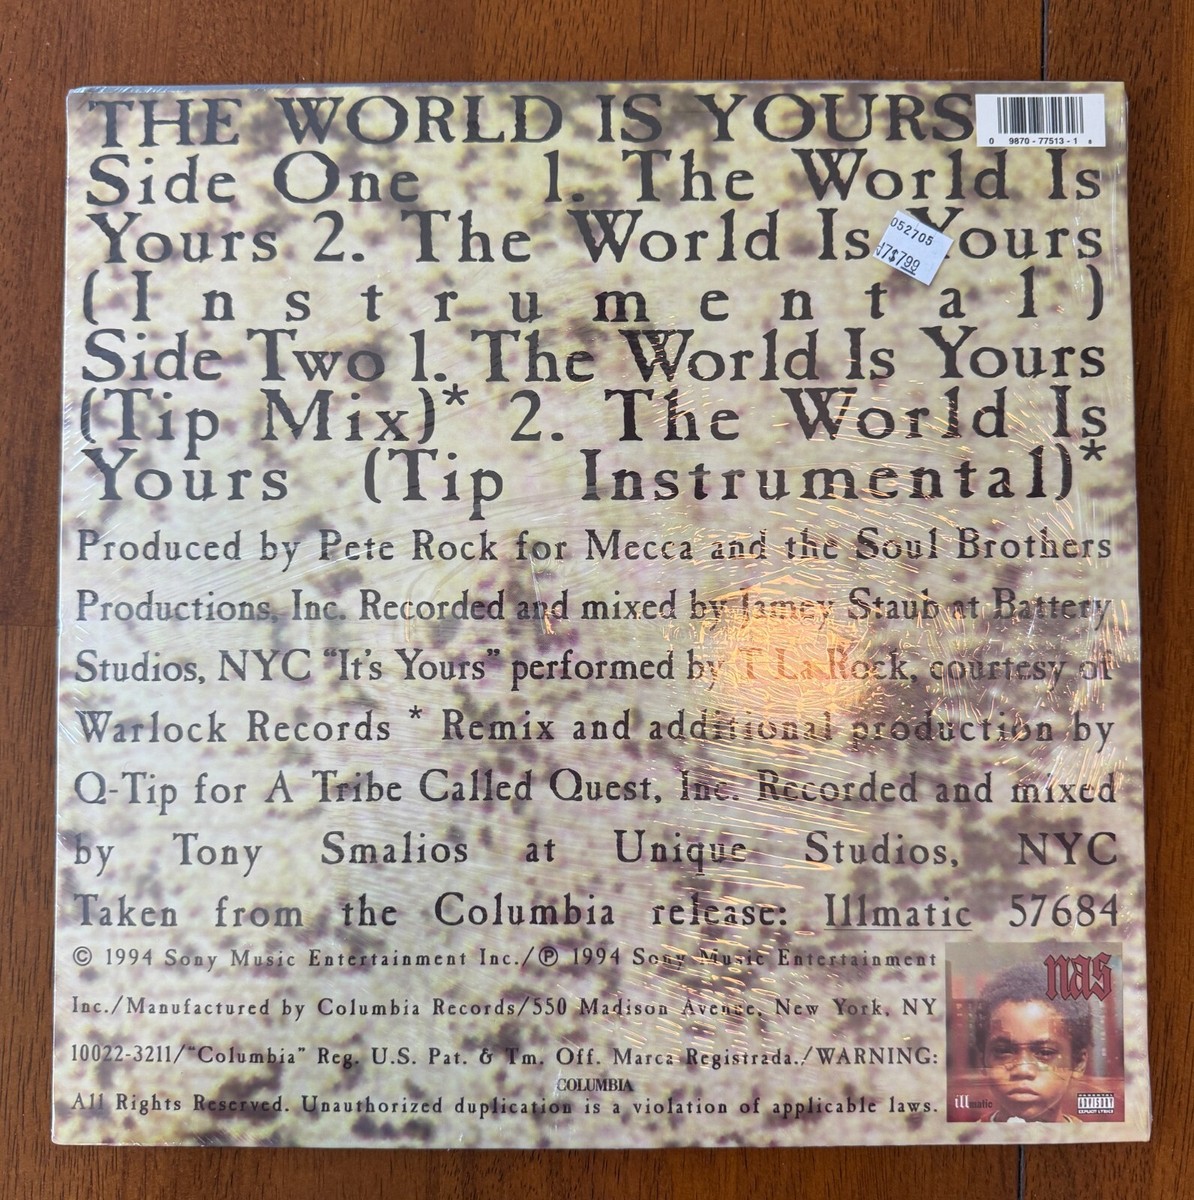 THE WORLD IS YOURS
0 9870-77513-1 8
Side One 1. The World Is
Yours 2. The World Is Yours
052705
$799
(Instrumental)
Side Two 1. The World Is Yours
(Tip Mix)* 2. The World Is
Yours (Tip Instrumental)*
Produced by Pete Rock for Mecca and the Soul Brothers
Productions, Inc. Recorded and mixed by Jamey Staub at Battery
Studios, NYC “It's Yours” performed by T La Rock, courtesy of
Warlock Records * Remix and additional production by
Q-Tip for A Tribe Called Quest, Inc. Recorded and mixed
by Tony Smalios at Unique Studios, NYC
Taken from the Columbia release: Illmatic 57684
© 1994 Sony Music Entertainment Inc./℗ 1994 Sony Music Entertainment
Inc./Manufactured by Columbia Records/550 Madison Avenue, New York, NY
10022-3211/“Columbia” Reg. U.S. Pat. & Tm. Off. Marca Registrada./WARNING:
COLUMBIA
All Rights Reserved. Unauthorized duplication is a violation of applicable laws.
nas
illmatic
PARENTAL
ADVISORY
EXPLICIT LYRICS